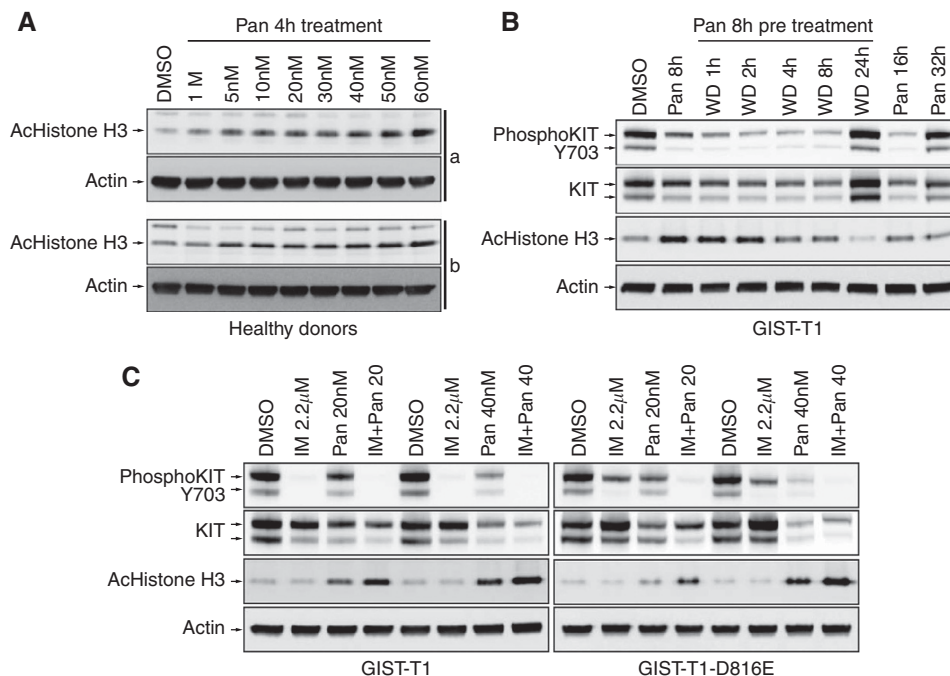 A
Pan 4h treatment
DMSO
1 M
5nM
10nM
20nM
30nM
40nM
50nM
60nM
AcHistone H3
Actin
a
AcHistone H3
Actin
b
Healthy donors
B
Pan 8h pre treatment
DMSO
Pan 8h
WD 1h
WD 2h
WD 4h
WD 8h
WD 24h
Pan 16h
Pan 32h
PhosphoKIT
Y703
KIT
AcHistone H3
Actin
GIST-T1
C
DMSO
IM 2.2μM
Pan 20nM
IM+Pan 20
DMSO
IM 2.2μM
Pan 40nM
IM+Pan 40
DMSO
IM 2.2μM
Pan 20nM
IM+Pan 20
DMSO
IM 2.2μM
Pan 40nM
IM+Pan 40
PhosphoKIT
Y703
KIT
AcHistone H3
Actin
GIST-T1
GIST-T1-D816E